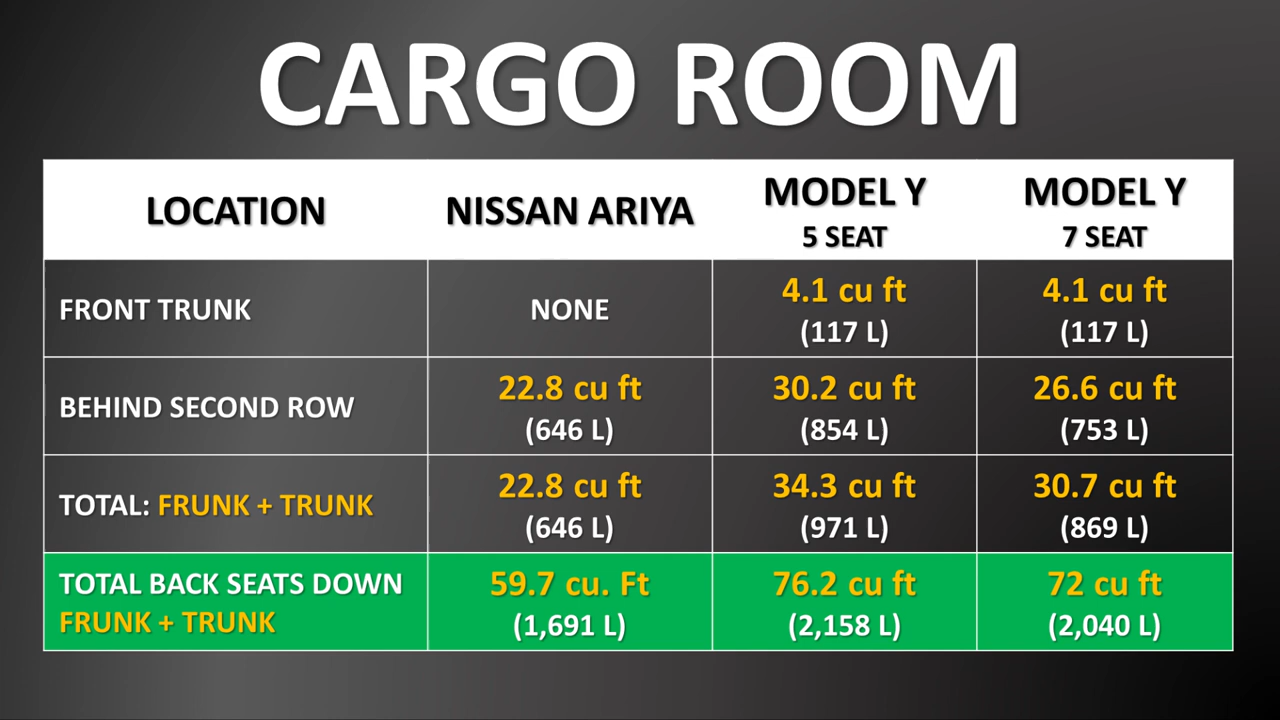 CARGO ROOM
LOCATION
NISSAN ARIYA
MODEL Y
5 SEAT
MODEL Y
7 SEAT
FRONT TRUNK
NONE
4.1 cu ft
(117 L)
4.1 cu ft
(117 L)
BEHIND SECOND ROW
22.8 cu ft
(646 L)
30.2 cu ft
(854 L)
26.6 cu ft
(753 L)
TOTAL: FRUNK + TRUNK
22.8 cu ft
(646 L)
34.3 cu ft
(971 L)
30.7 cu ft
(869 L)
TOTAL BACK SEATS DOWN
FRUNK + TRUNK
59.7 cu. Ft
(1,691 L)
76.2 cu ft
(2,158 L)
72 cu ft
(2,040 L)